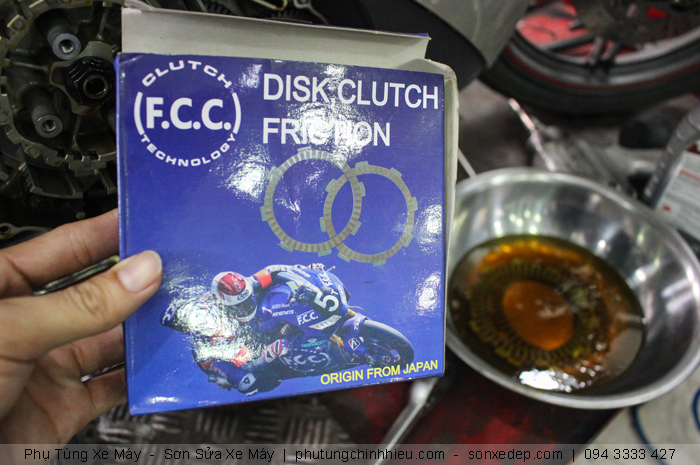 CLUTCH
F.C.C.
TECHNOLOGY
DISK CLUTCH
FRICTION
5
F.C.C.
F.C.C.
ORIGIN FROM JAPAN
Phụ Tùng Xe Máy - Sơn Sửa Xe Máy | phutungchinhhieu.com - sonxedep.com | 094 3333 427